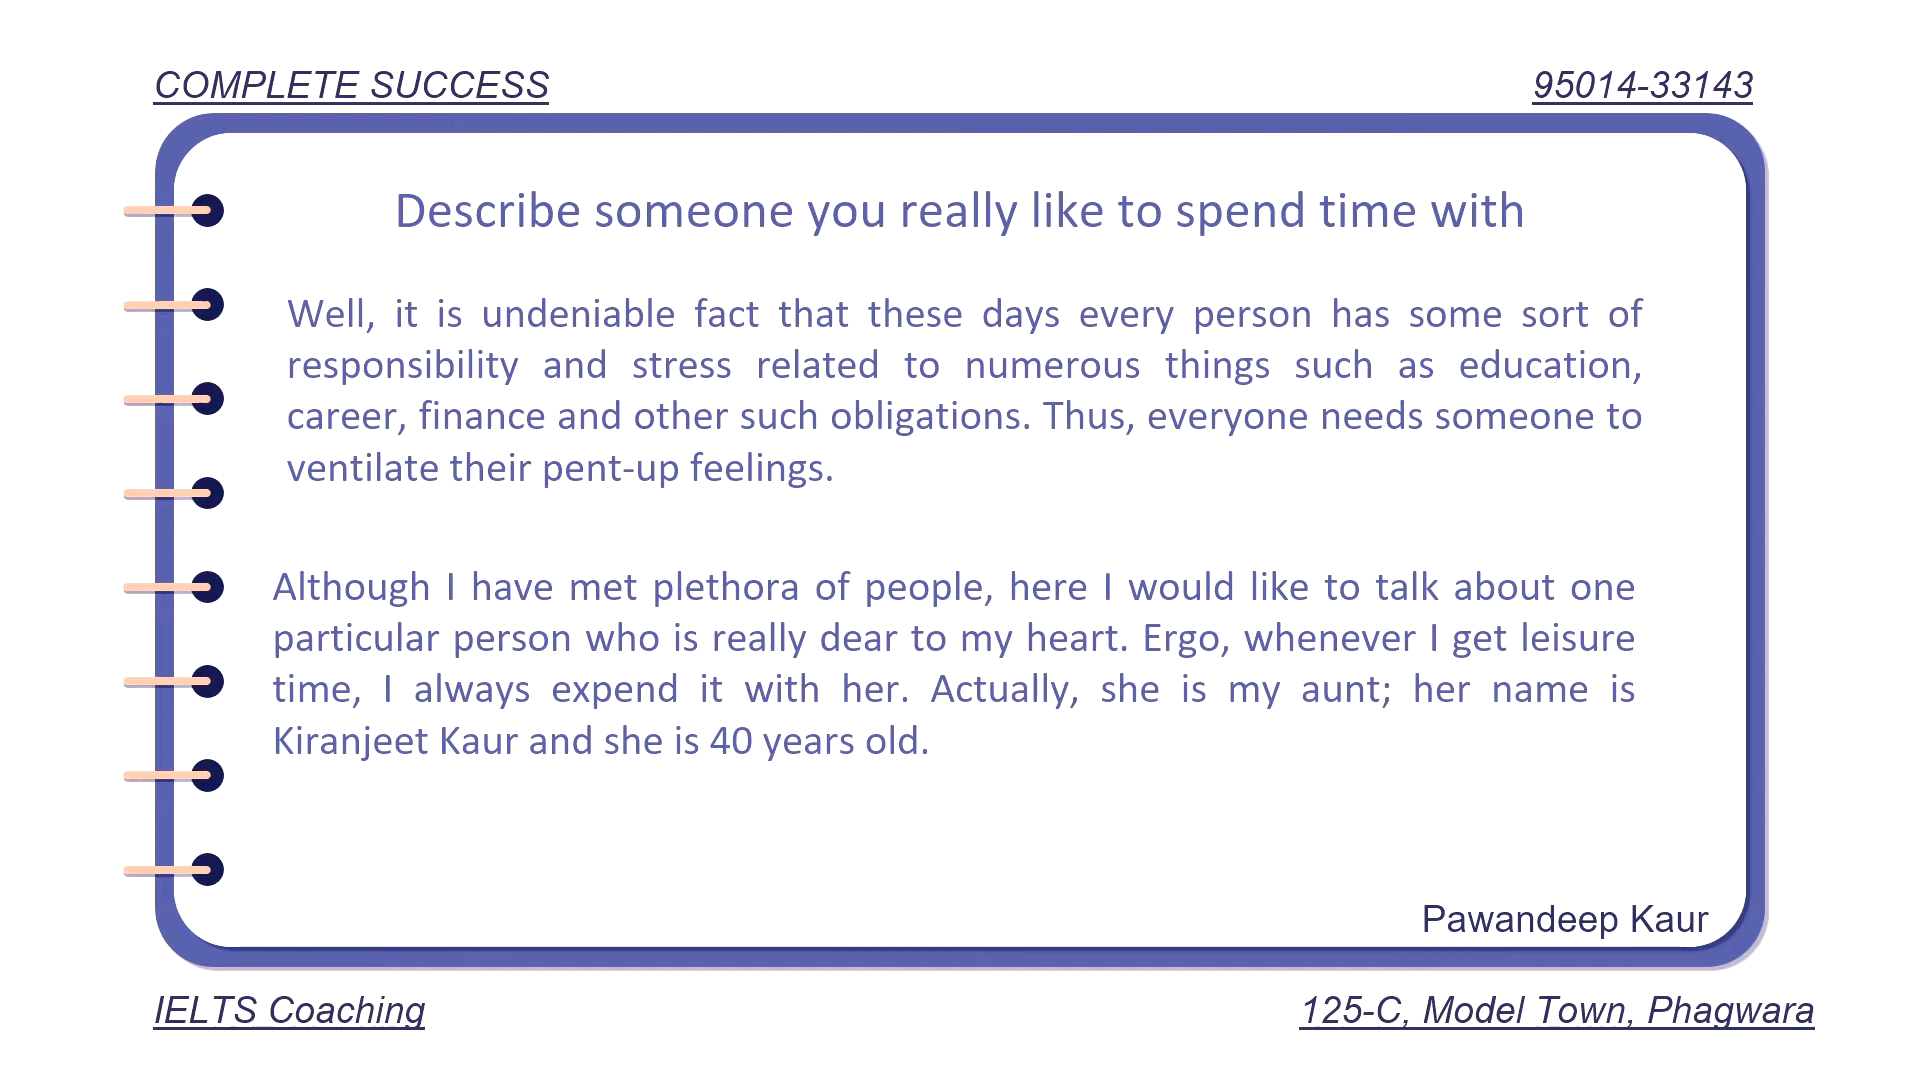 COMPLETE SUCCESS
95014-33143
Describe someone you really like to spend time with
Well, it is undeniable fact that these days every person has some sort of
responsibility and stress related to numerous things such as education,
career, finance and other such obligations. Thus, everyone needs someone to
ventilate their pent-up feelings.
Although I have met plethora of people, here I would like to talk about one
particular person who is really dear to my heart. Ergo, whenever I get leisure
time, I always expend it with her. Actually, she is my aunt; her name is
Kiranjeet Kaur and she is 40 years old.
Pawandeep Kaur
IELTS Coaching
125-C, Model Town, Phagwara